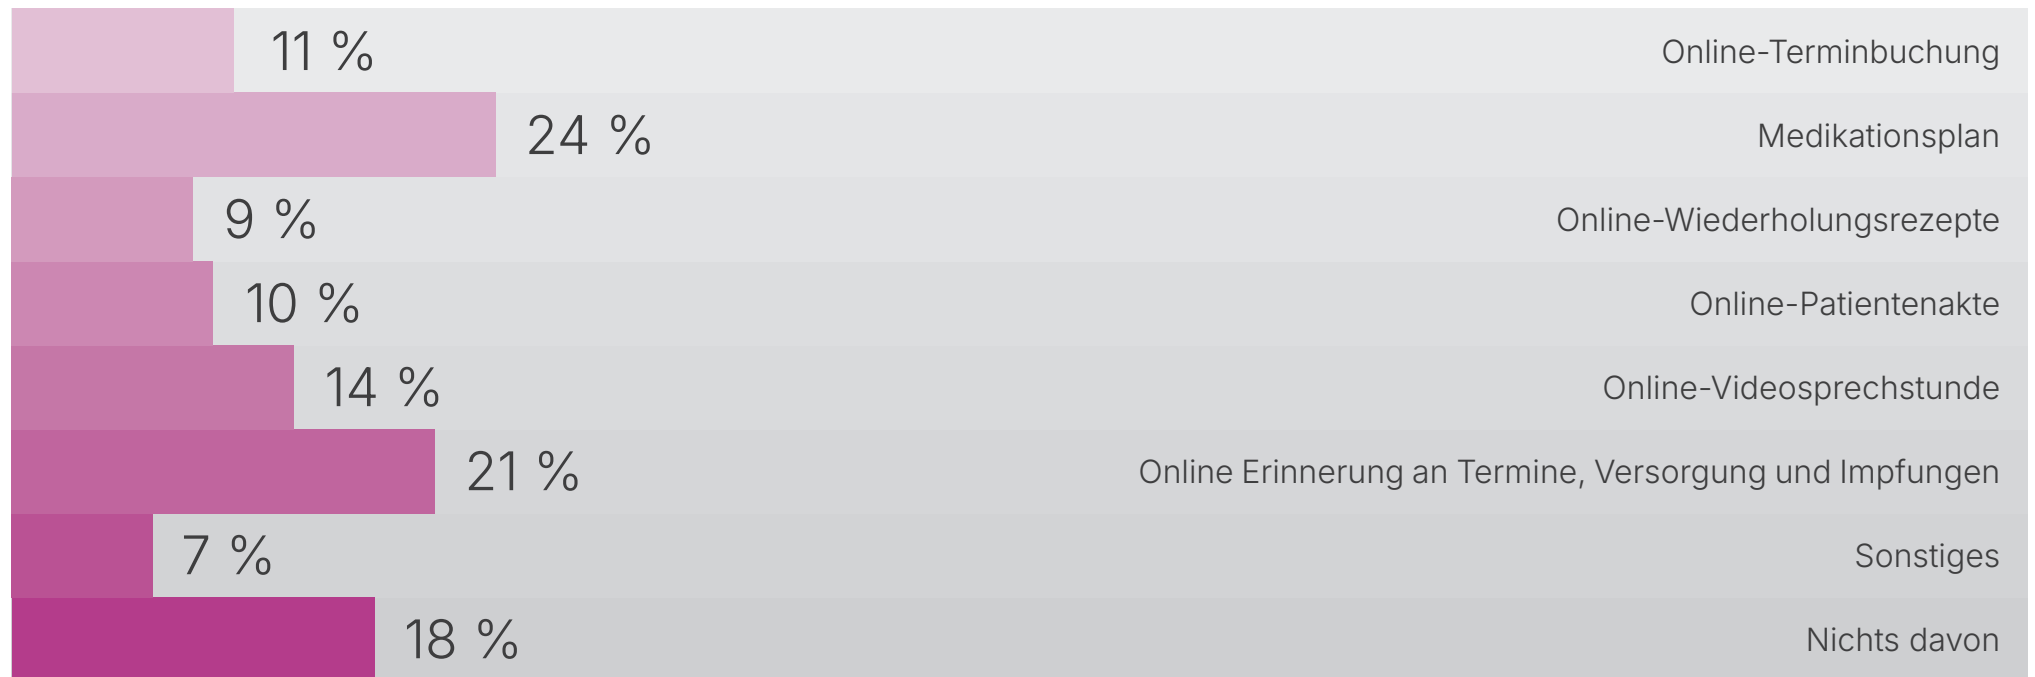 11 % Online-Terminbuchung
24 % Medikationsplan
9 % Online-Wiederholungsrezepte
10 % Online-Patientenakte
14 % Online-Videosprechstunde
21 % Online Erinnerung an Termine, Versorgung und Impfungen
7 % Sonstiges
18 % Nichts davon